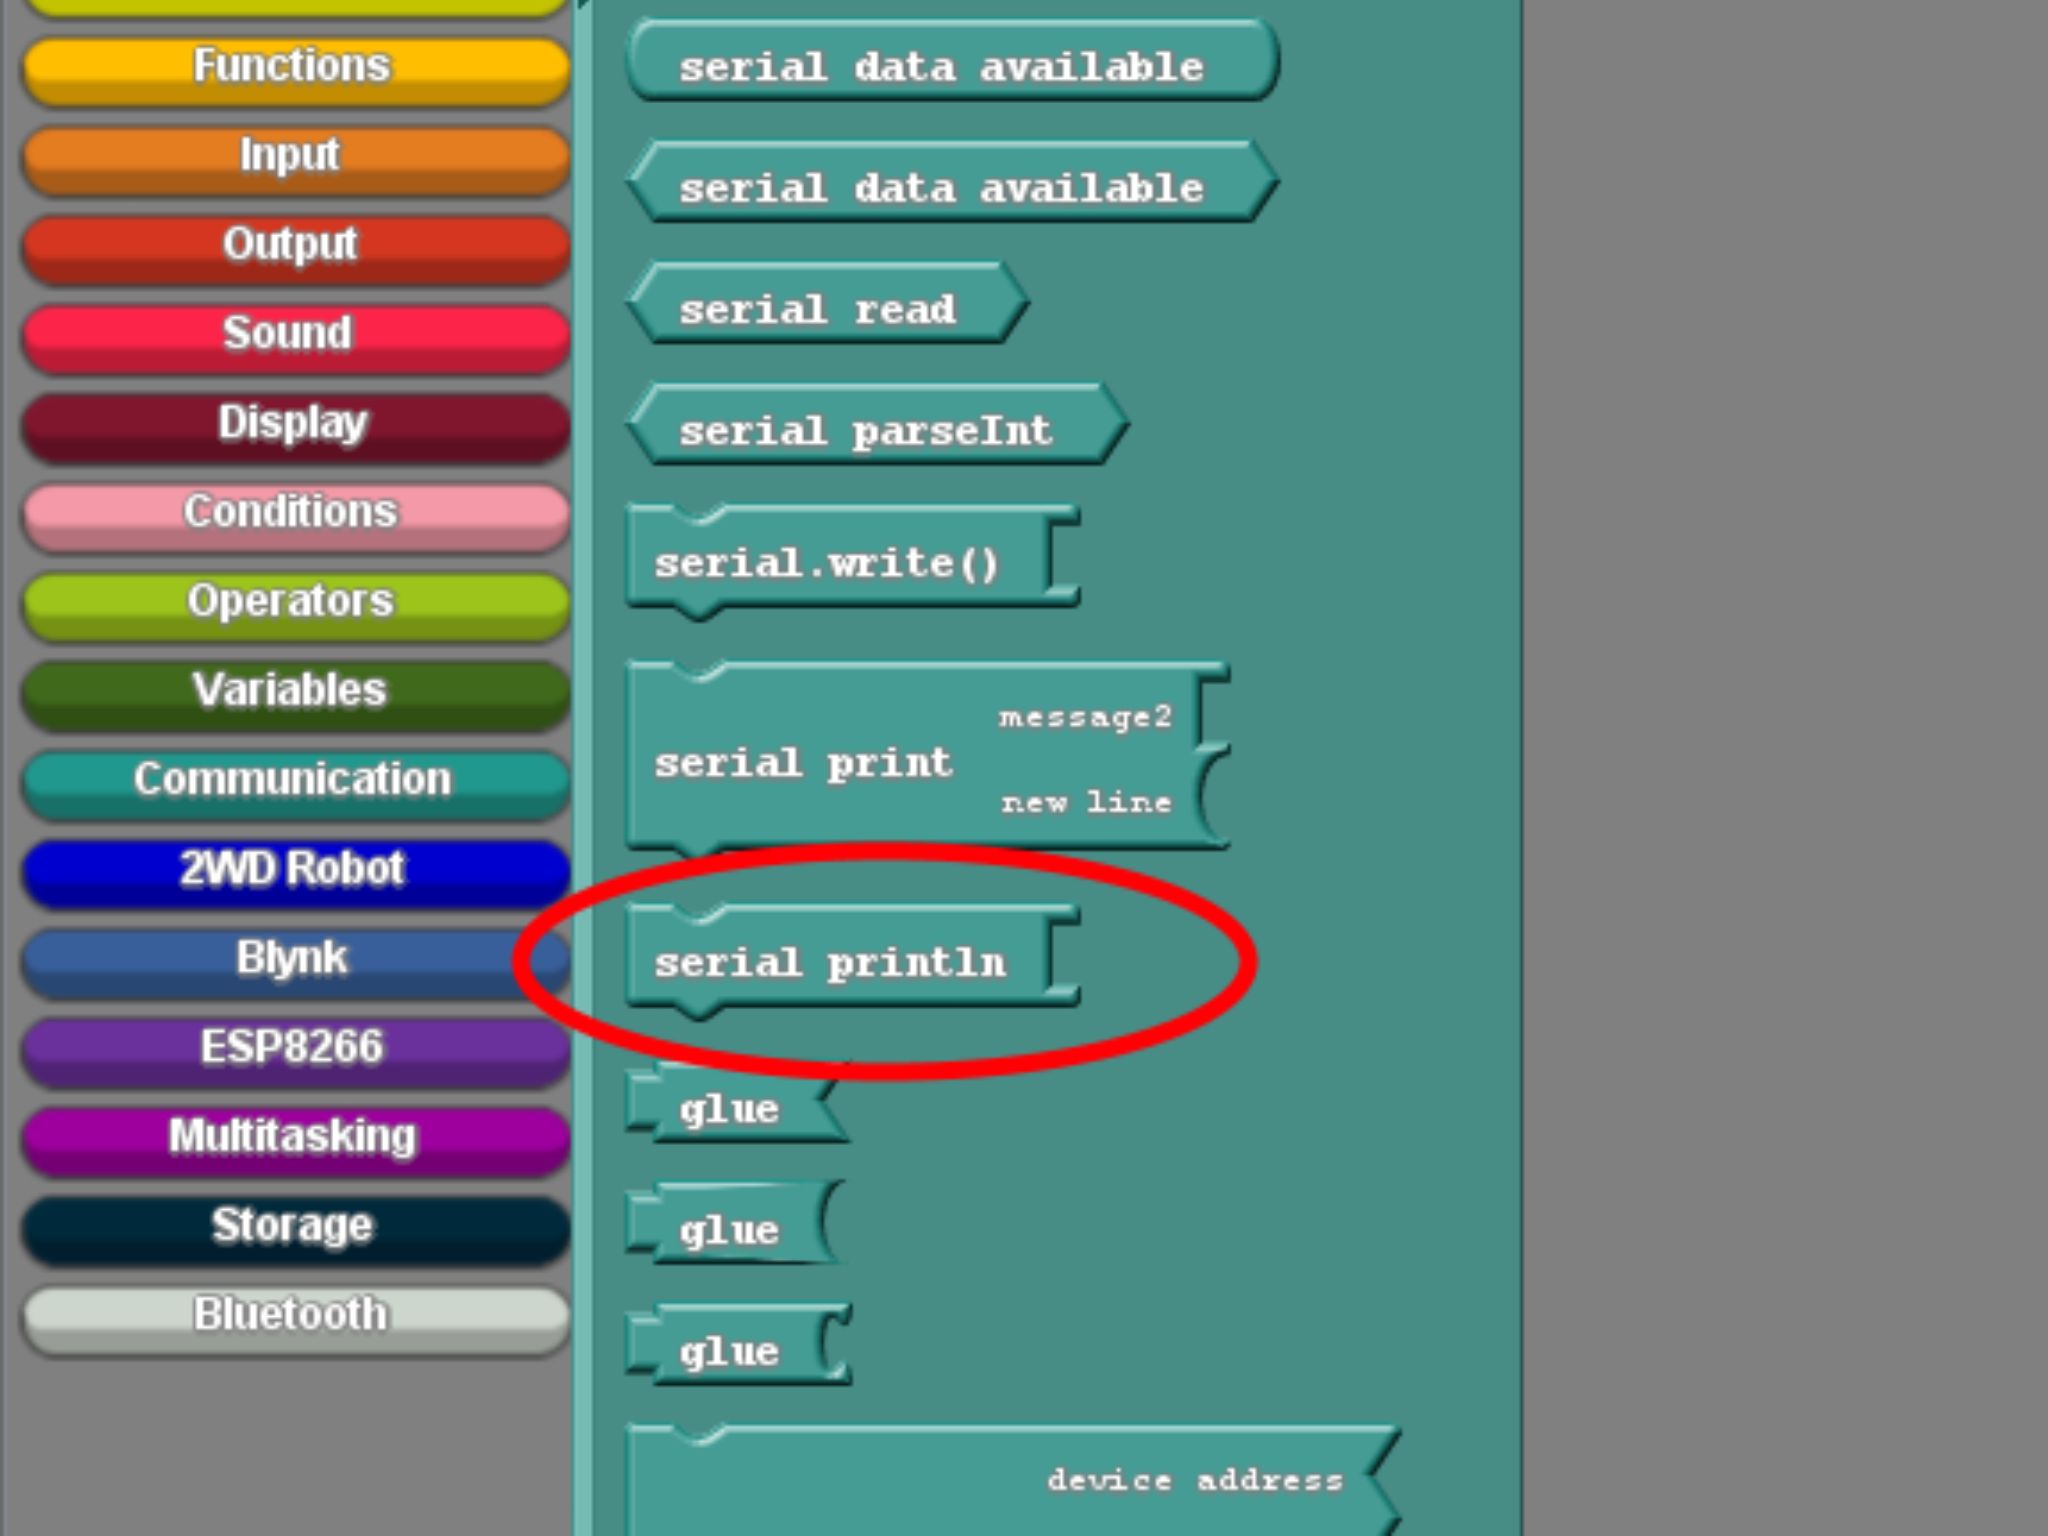 Functions
Input
Output
Sound
Display
Conditions
Operators
Variables
Communication
2WD Robot
Blynk
ESP8266
Multitasking
Storage
Bluetooth
serial data available
serial data available
serial read
serial parseInt
serial.write()
message2
serial print
new line
serial println
glue
glue
glue
device address